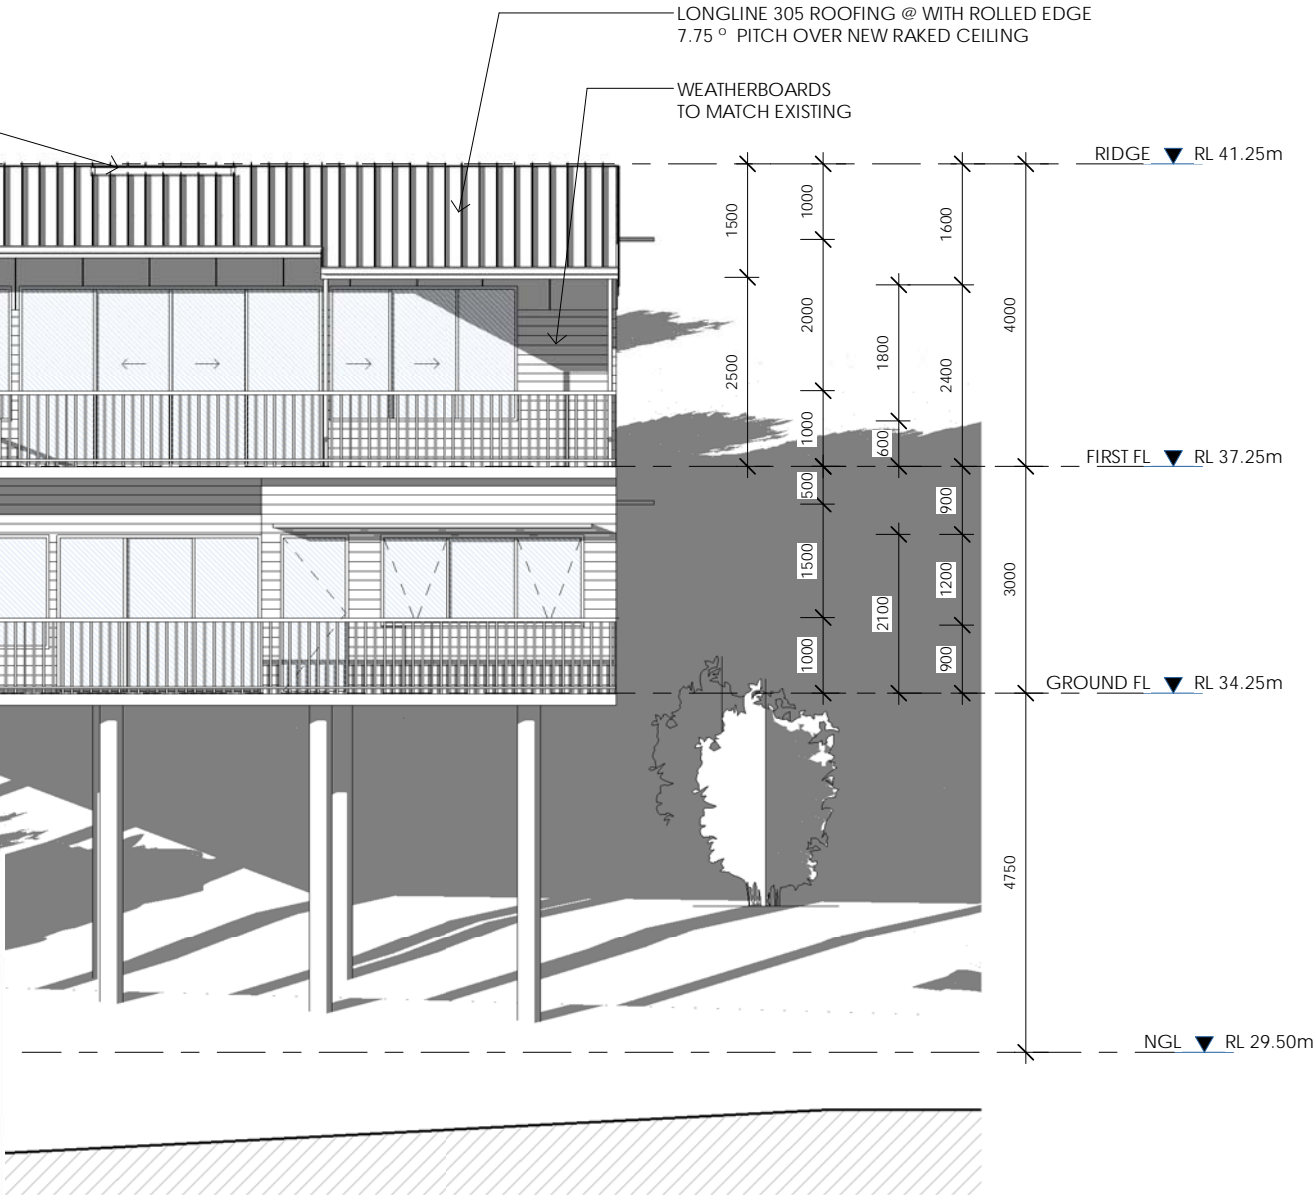 LONGLINE 305 ROOFING @ WITH ROLLED EDGE
7.75 ° PITCH OVER NEW RAKED CEILING
WEATHERBOARDS
TO MATCH EXISTING
RIDGE RL 41.25m
1500
1000
1600
4000
2500
2000
1800
2400
1000
600
FIRST FL RL 37.25m
500
900
1500
1200
3000
2100
1000
900
GROUND FL RL 34.25m
4750
NGL RL 29.50m